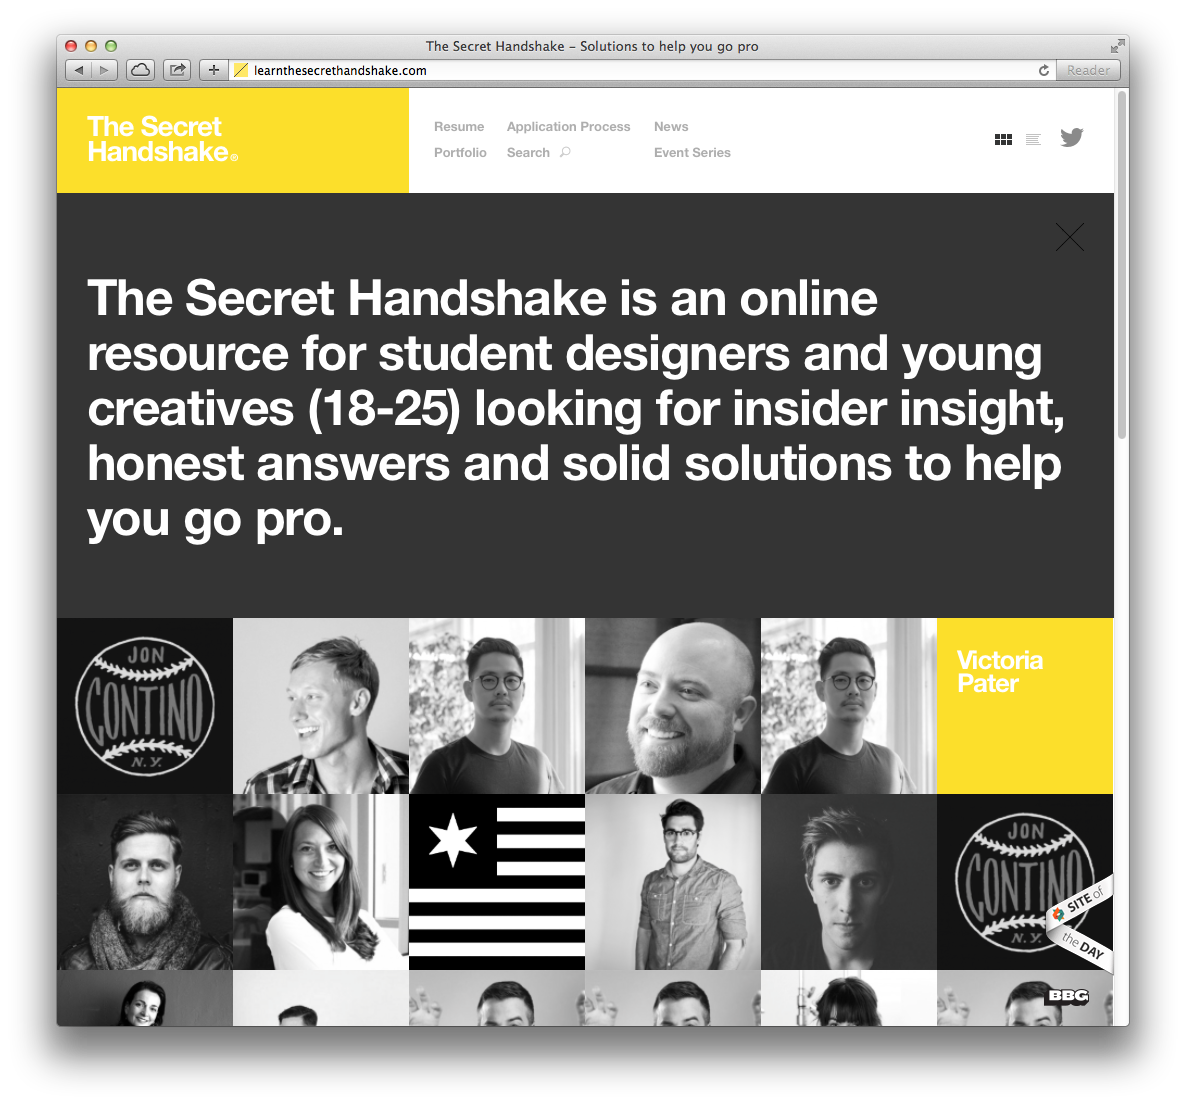 The Secret Handshake – Solutions to help you go pro
learnthesecrethandshake.com
Reader
The Secret
Handshake®
Resume
Application Process
News
Portfolio
Search
Event Series
The Secret Handshake is an online
resource for student designers and young
creatives (18-25) looking for insider insight,
honest answers and solid solutions to help
you go pro.
JON
CONTINO
N.Y.
Victoria
Pater
JON
CONTINO
N.Y.
SITE of
the DAY
BBG